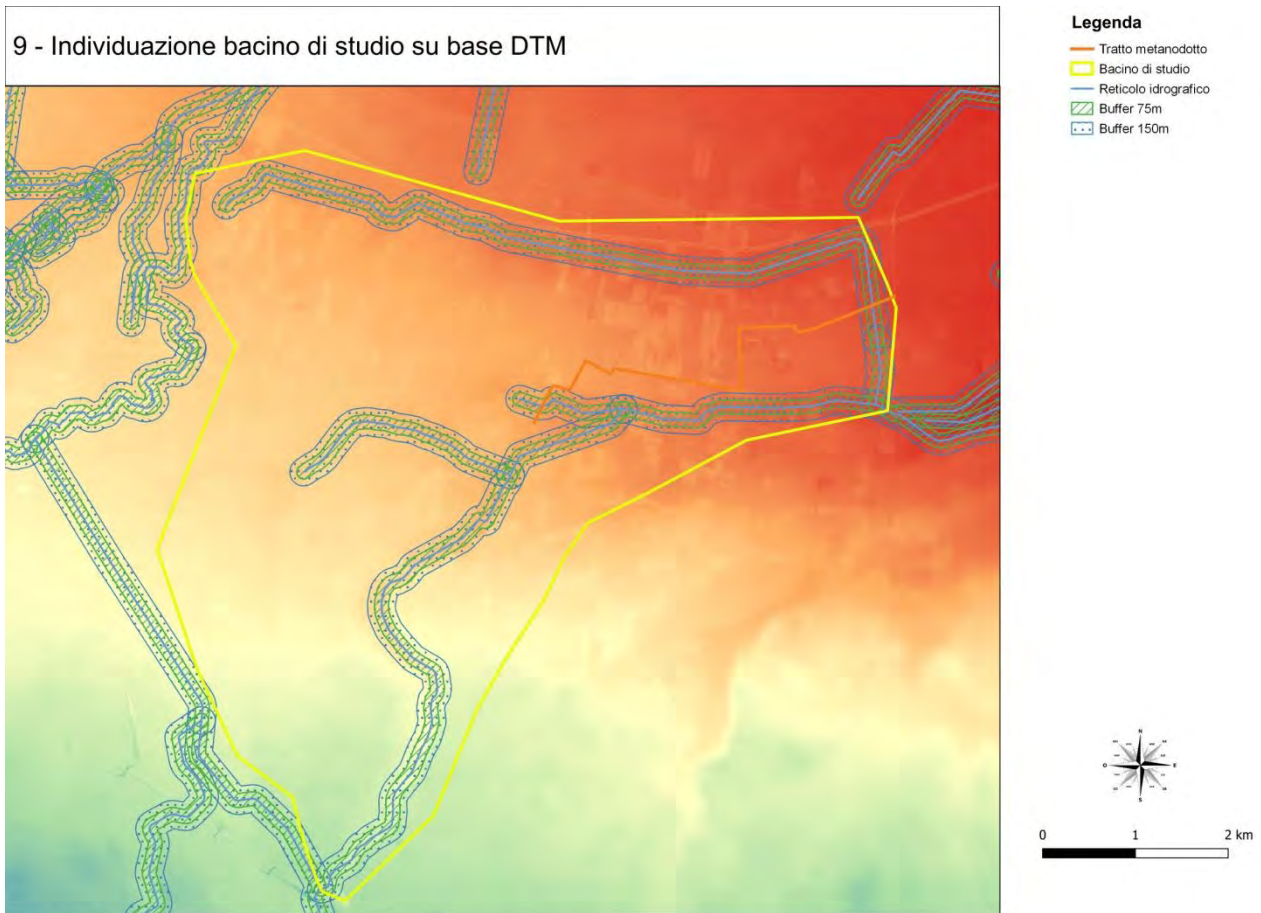 9 - Individuazione bacino di studio su base DTM
Legenda
Tratto metanodotto
Bacino di studio
Reticolo idrografico
Buffer 75m
Buffer 150m
N
O
E
S
0 1 2 km